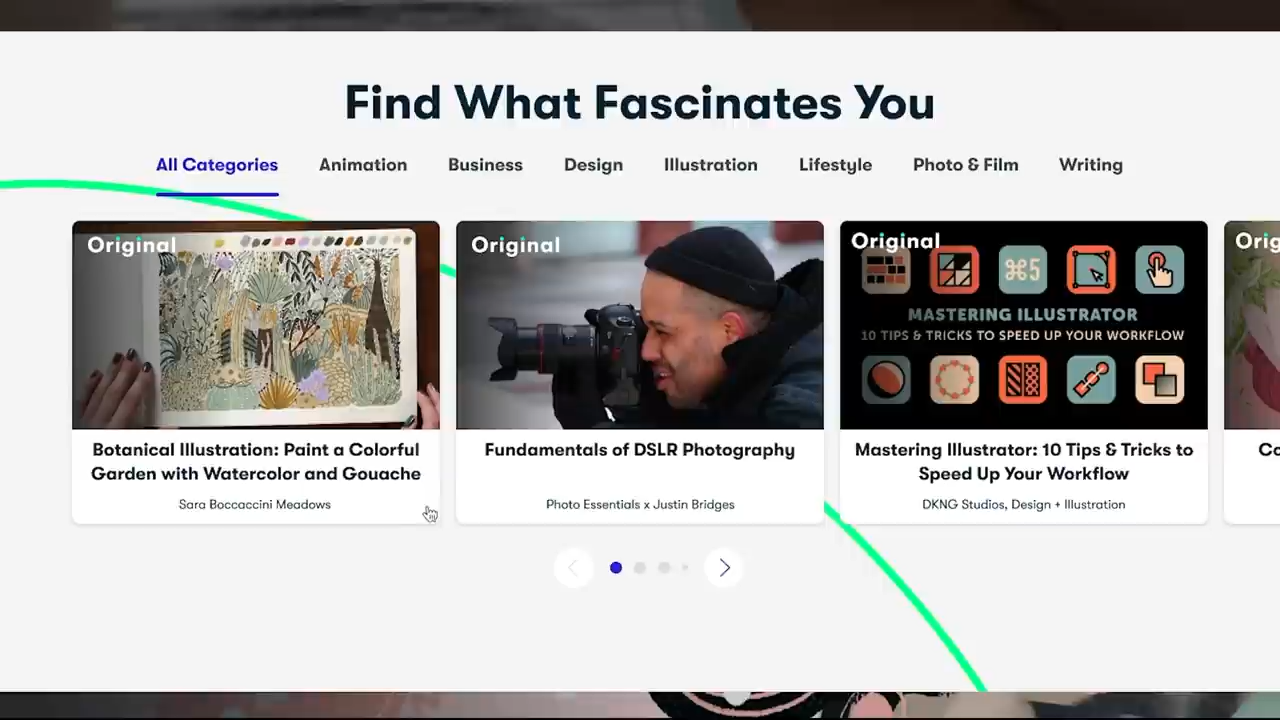 Find What Fascinates You
All Categories Animation Business Design Illustration Lifestyle Photo & Film Writing
Original
Botanical Illustration: Paint a Colorful
Garden with Watercolor and Gouache
Sara Boccaccini Meadows
Original
Fundamentals of DSLR Photography
Photo Essentials x Justin Bridges
Original
⌘5
MASTERING ILLUSTRATOR
10 TIPS & TRICKS TO SPEED UP YOUR WORKFLOW
Mastering Illustrator: 10 Tips & Tricks to
Speed Up Your Workflow
DKNG Studios, Design + Illustration
Orig
Co